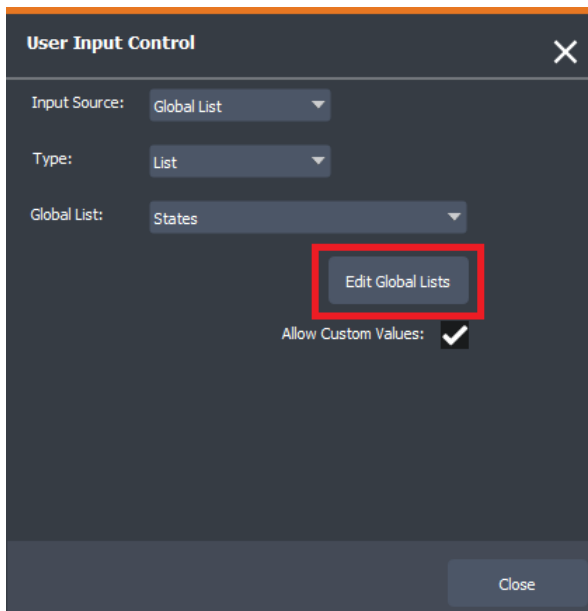 User Input Control
Input Source: Global List
Type: List
Global List: States
Edit Global Lists
Allow Custom Values:
Close